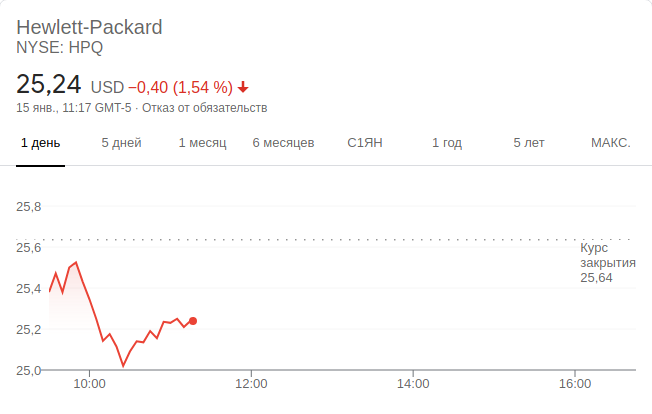 Hewlett-Packard
NYSE: HPQ
25,24 USD −0,40 (1,54 %)
15 янв., 11:17 GMT-5 · Отказ от обязательств
1 день 5 дней 1 месяц 6 месяцев С1ЯН 1 год 5 лет МАКС.
25,8
25,6
Курс
закрытия
25,64
25,4
25,2
25,0
10:00 12:00 14:00 16:00